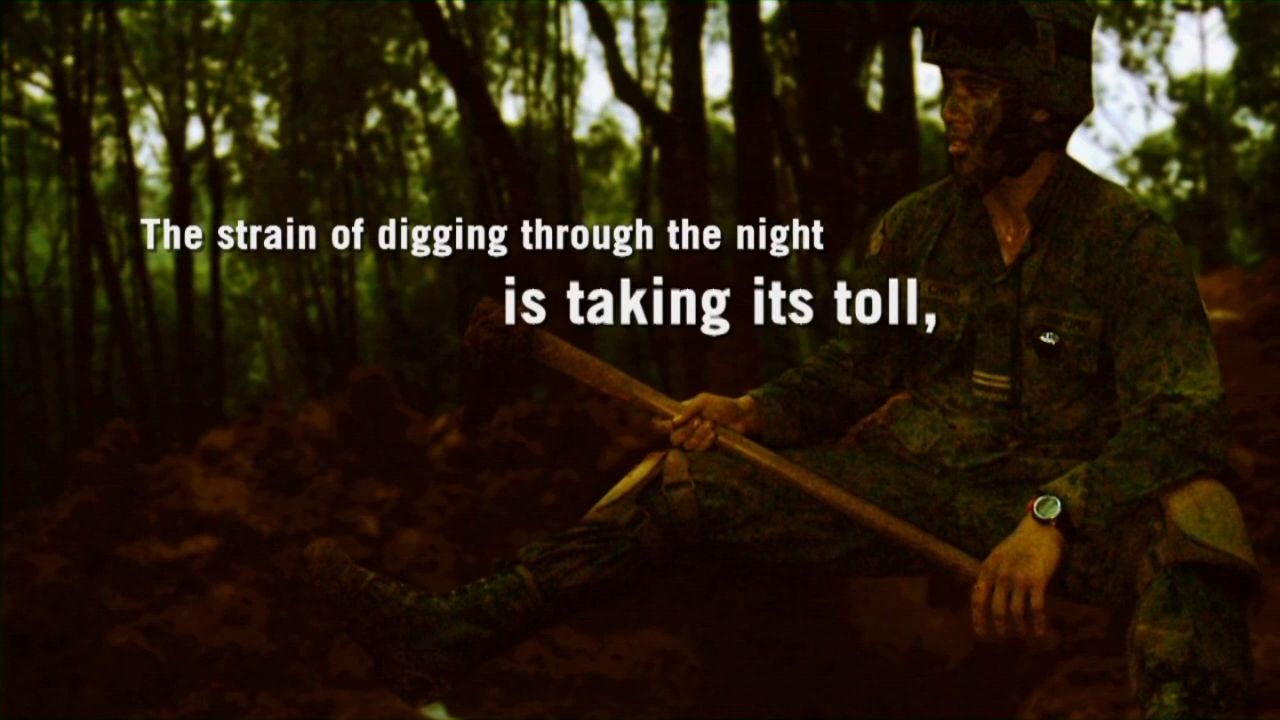 The strain of digging through the night
is taking its toll,